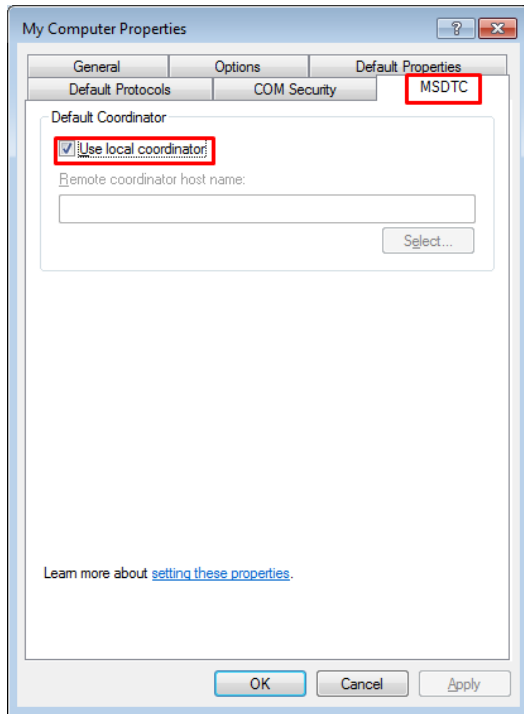 My Computer Properties
General Options Default Properties
Default Protocols COM Security MSDTC
Default Coordinator
Use local coordinator
Remote coordinator host name:
Select...
Learn more about setting these properties.
OK Cancel Apply